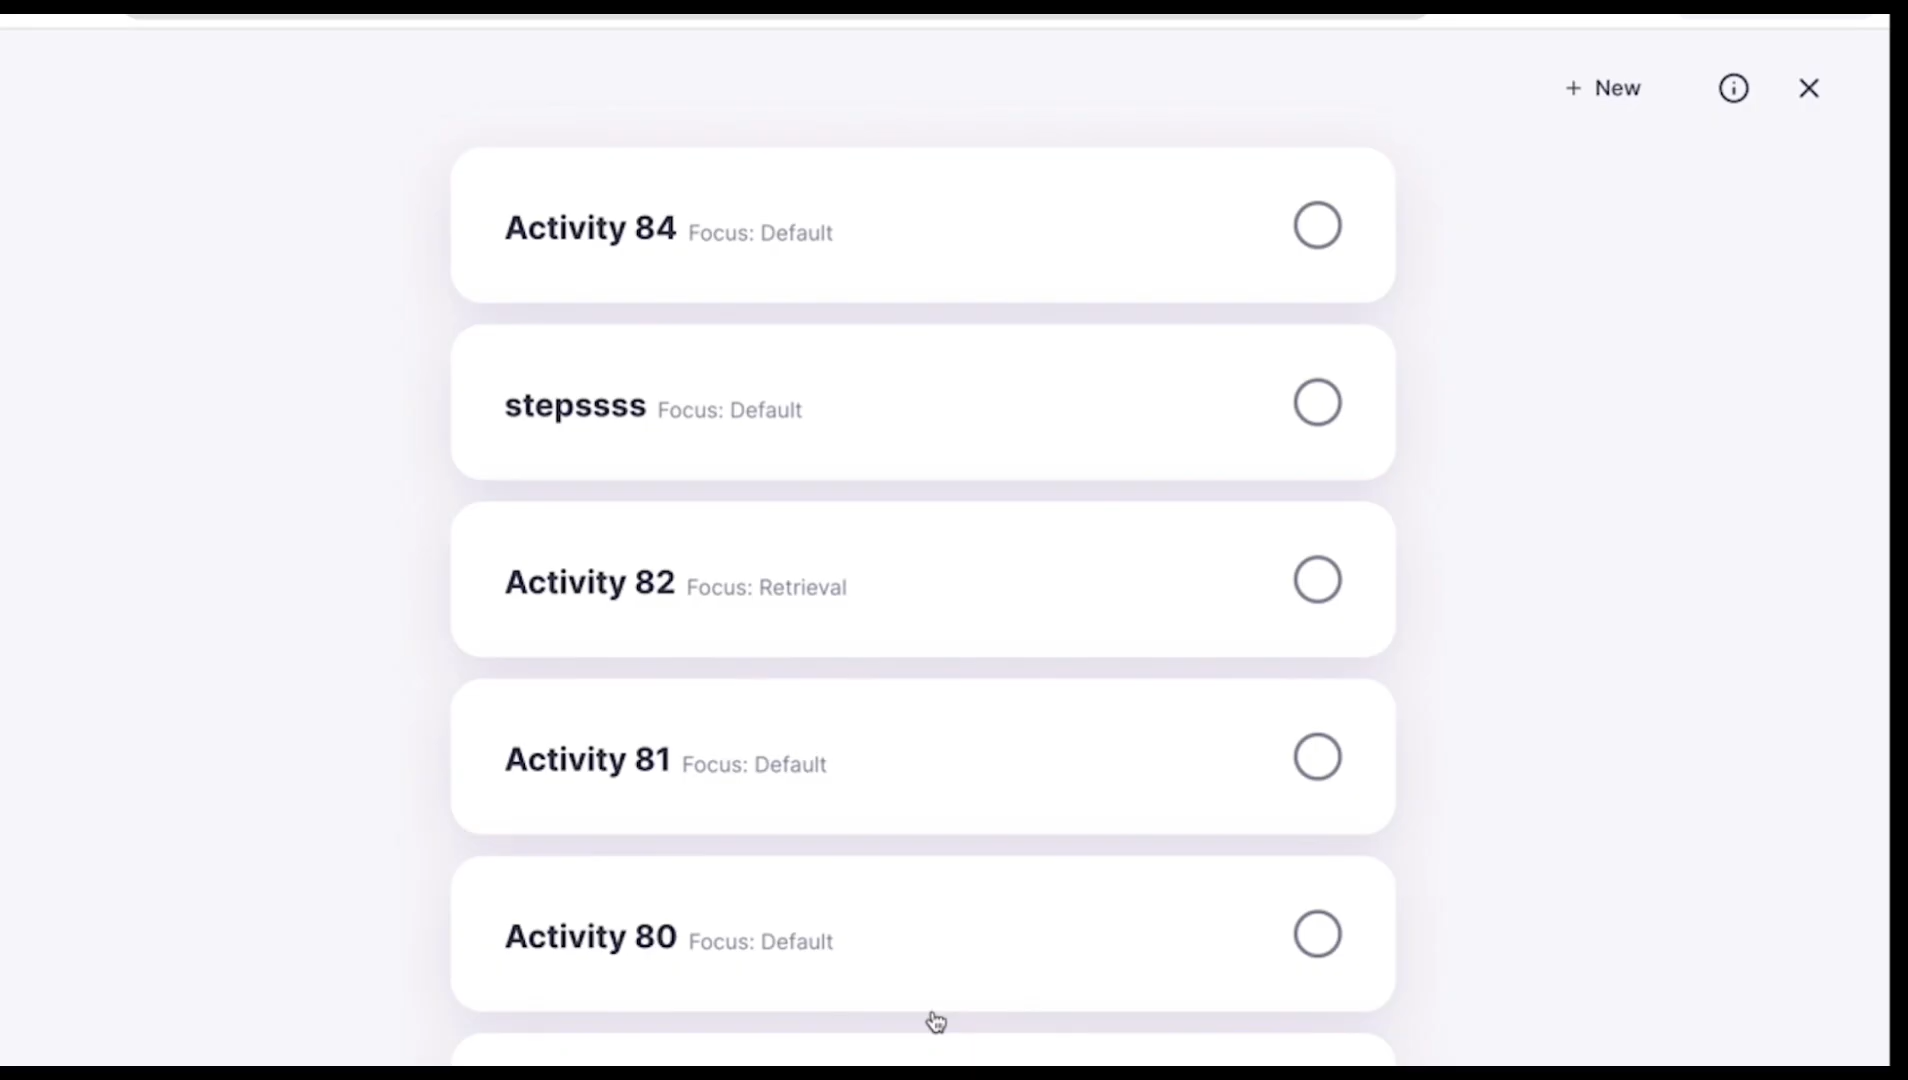 + New
Activity 84 Focus: Default
stepssss Focus: Default
Activity 82 Focus: Retrieval
Activity 81 Focus: Default
Activity 80 Focus: Default